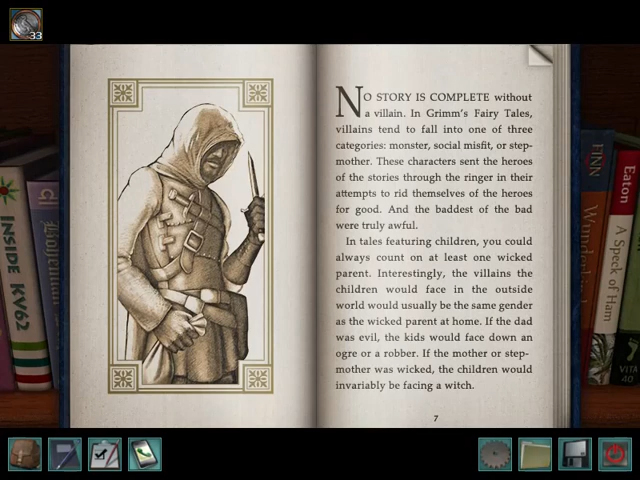 33
NO STORY IS COMPLETE without
a villain. In Grimm's Fairy Tales,
villains tend to fall into one of three
categories: monster, social misfit, or step-
mother. These characters sent the heroes
of the stories through the ringer in their
attempts to rid themselves of the heroes
for good. And the baddest of the bad
were truly awful.
In tales featuring children, you could
always count on at least one wicked
parent. Interestingly, the villains the
children would face in the outside
world would usually be the same gender
as the wicked parent at home. If the dad
was evil, the kids would face down an
ogre or a robber. If the mother or step-
mother was wicked, the children would
invariably be facing a witch.
7
INSIDE KV62
FINN
Eaton
A Speck of Ham
VITA
40